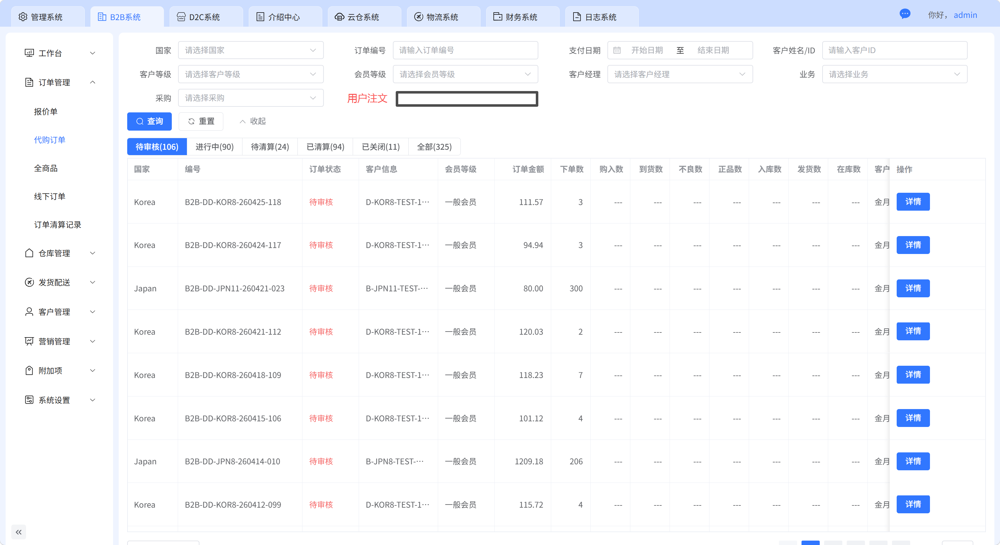 管理系统 B2B系统 D2C系统 介绍中心 云仓系统 物流系统 财务系统 日志系统 你好， admin
工作台
订单管理
报价单
代购订单
全商品
线下订单
订单清算记录
仓库管理
发货配送
客户管理
营销管理
附加项
系统设置
国家 请选择国家 订单编号 请输入订单编号 支付日期 开始日期 至 结束日期 客户姓名/ID 请输入客户ID
客户等级 请选择客户等级 会员等级 请选择会员等级 客户经理 请选择客户经理 业务 请选择业务
采购 请选择采购 用户注文
查询 重置 收起
待审核(106) 进行中(90) 待清算(24) 已清算(94) 已关闭(11) 全部(325)
国家 编号 订单状态 客户信息 会员等级 订单金额 下单数 购入数 到货数 不良数 正品数 入库数 发货数 在库数 客户 操作
Korea B2B-DD-KOR8-260425-118 待审核 D-KOR8-TEST-1··· 一般会员 111.57 3 --- --- --- --- --- --- --- 金月 详情
Korea B2B-DD-KOR8-260424-117 待审核 D-KOR8-TEST-1··· 一般会员 94.94 3 --- --- --- --- --- --- --- 金月 详情
Japan B2B-DD-JPN11-260421-023 待审核 B-JPN11-TEST-··· 一般会员 80.00 300 --- --- --- --- --- --- --- 金月 详情
Korea B2B-DD-KOR8-260421-112 待审核 D-KOR8-TEST-1··· 一般会员 120.03 2 --- --- --- --- --- --- --- 金月 详情
Korea B2B-DD-KOR8-260418-109 待审核 D-KOR8-TEST-1··· 一般会员 118.23 7 --- --- --- --- --- --- --- 金月 详情
Korea B2B-DD-KOR8-260415-106 待审核 D-KOR8-TEST-1··· 一般会员 101.12 4 --- --- --- --- --- --- --- 金月 详情
Japan B2B-DD-JPN8-260414-010 待审核 B-JPN8-TEST-··· 一般会员 1209.18 206 --- --- --- --- --- --- --- 金月 详情
Korea B2B-DD-KOR8-260412-099 待审核 D-KOR8-TEST-1··· 一般会员 115.72 4 --- --- --- --- --- --- --- 金月 详情